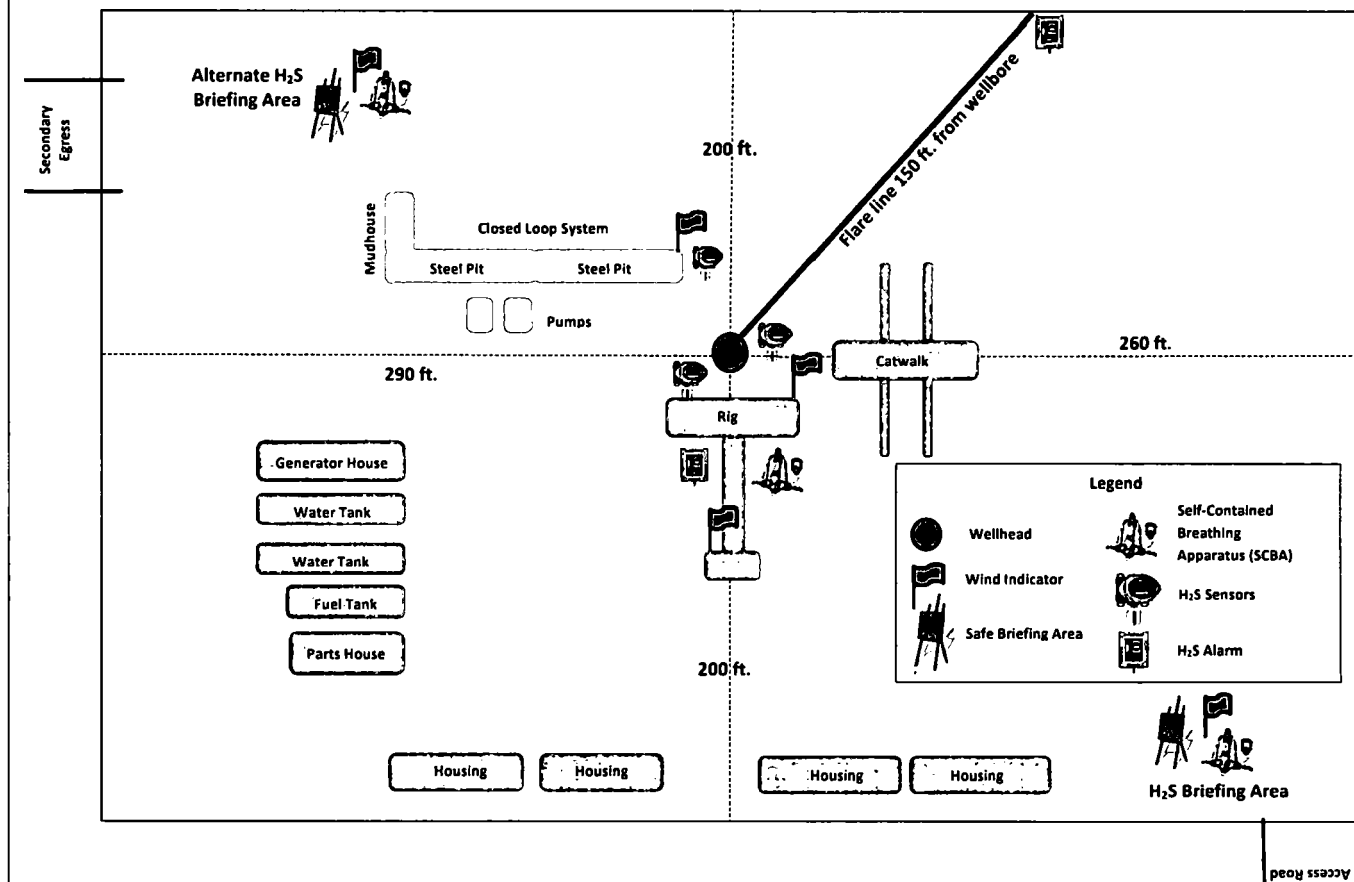 Alternate H₂S
Briefing Area
Secondary
Egress
200 ft.
Flare line 150 ft. from wellbore
Mudhouse
Closed Loop System
Steel Pit
Steel Pit
Pumps
290 ft.
260 ft.
Catwalk
Rig
Generator House
Water Tank
Water Tank
Fuel Tank
Parts House
200 ft.
Legend
Wellhead
Wind Indicator
Safe Briefing Area
Self-Contained
Breathing
Apparatus (SCBA)
H₂S Sensors
H₂S Alarm
Housing
Housing
Housing
Housing
H₂S Briefing Area
Access Road